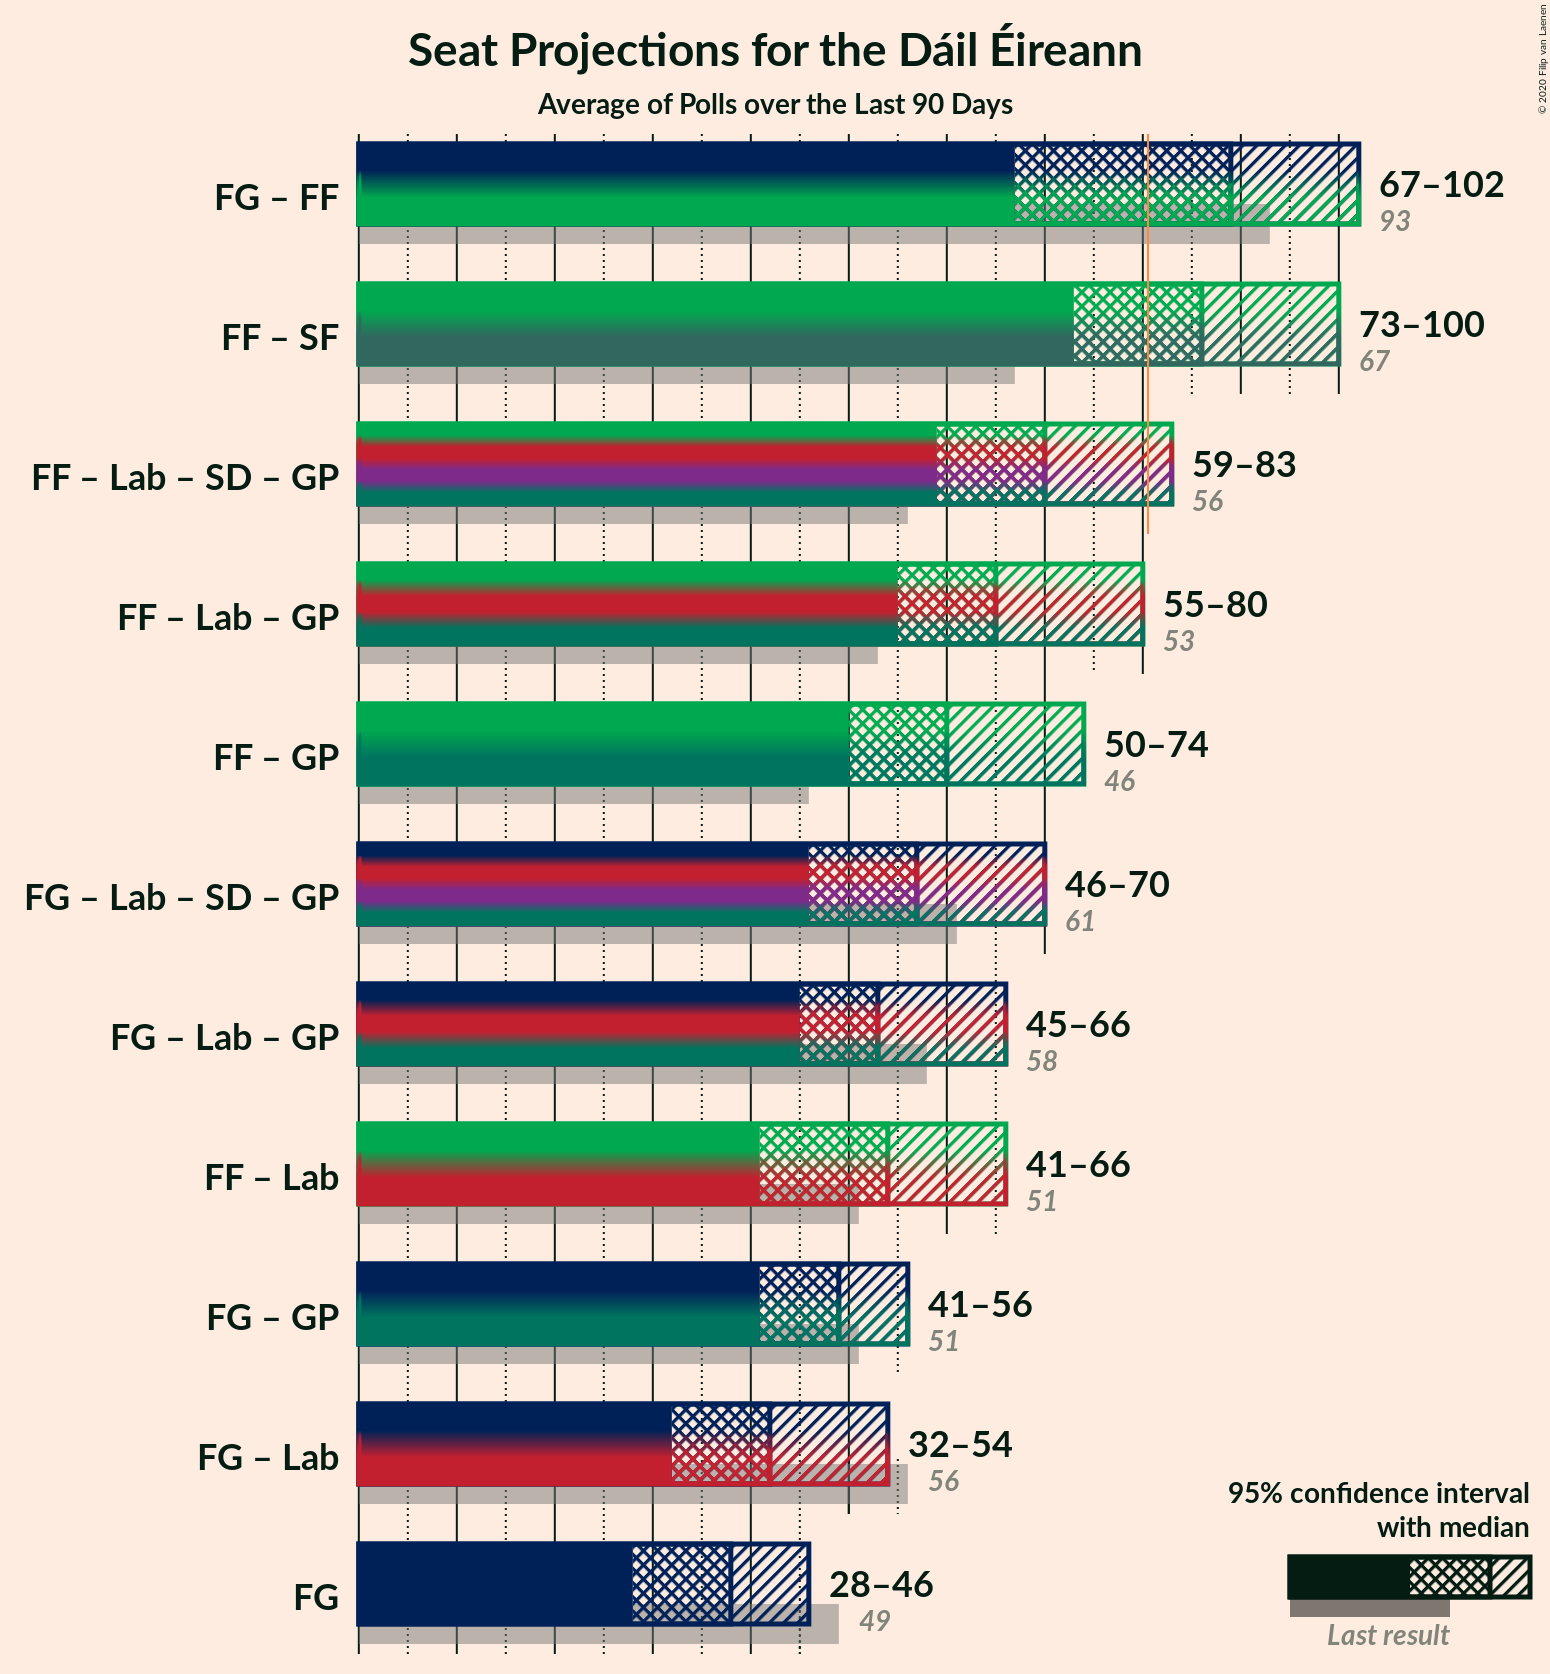 Seat Projections for the Dáil Éireann
Average of Polls over the Last 90 Days
© 2020 Filip van Laenen
FG – FF
67–102
93
FF – SF
73–100
67
FF – Lab – SD – GP
59–83
56
FF – Lab – GP
55–80
53
FF – GP
50–74
46
FG – Lab – SD – GP
46–70
61
FG – Lab – GP
45–66
58
FF – Lab
41–66
51
FG – GP
41–56
51
FG – Lab
32–54
56
FG
28–46
49
95% confidence interval
with median
Last result